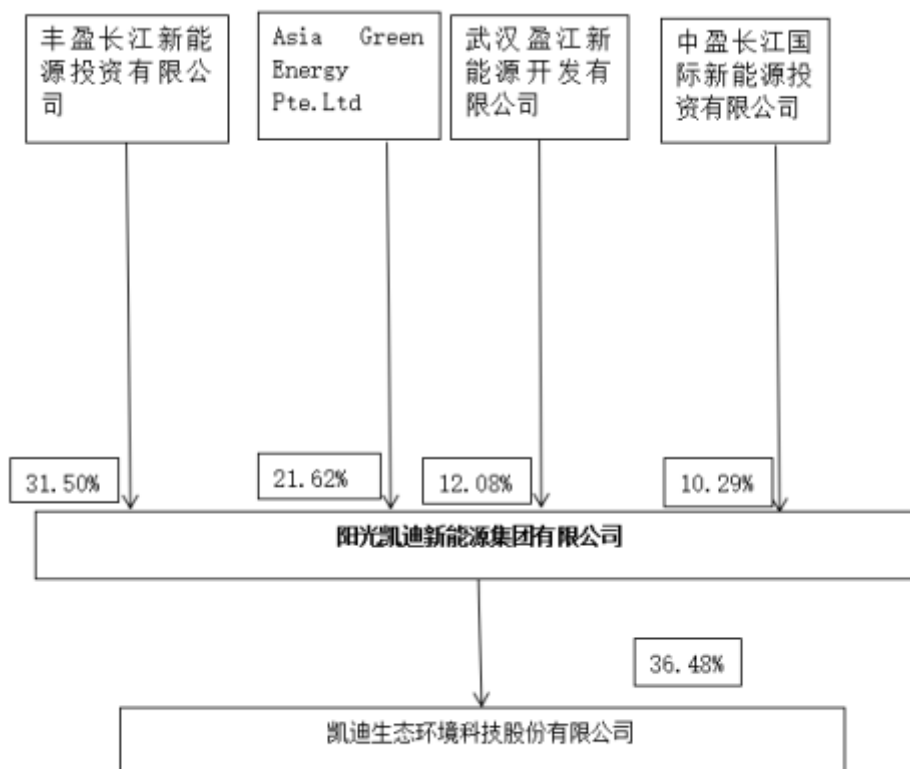 丰盈长江新能
源投资有限公
司
Asia Green
Energy
Pte.Ltd
武汉盈江新
能源开发有
限公司
中盈长江国
际新能源投
资有限公司
31.50%
21.62%
12.08%
10.29%
阳光凯迪新能源集团有限公司
36.48%
凯迪生态环境科技股份有限公司